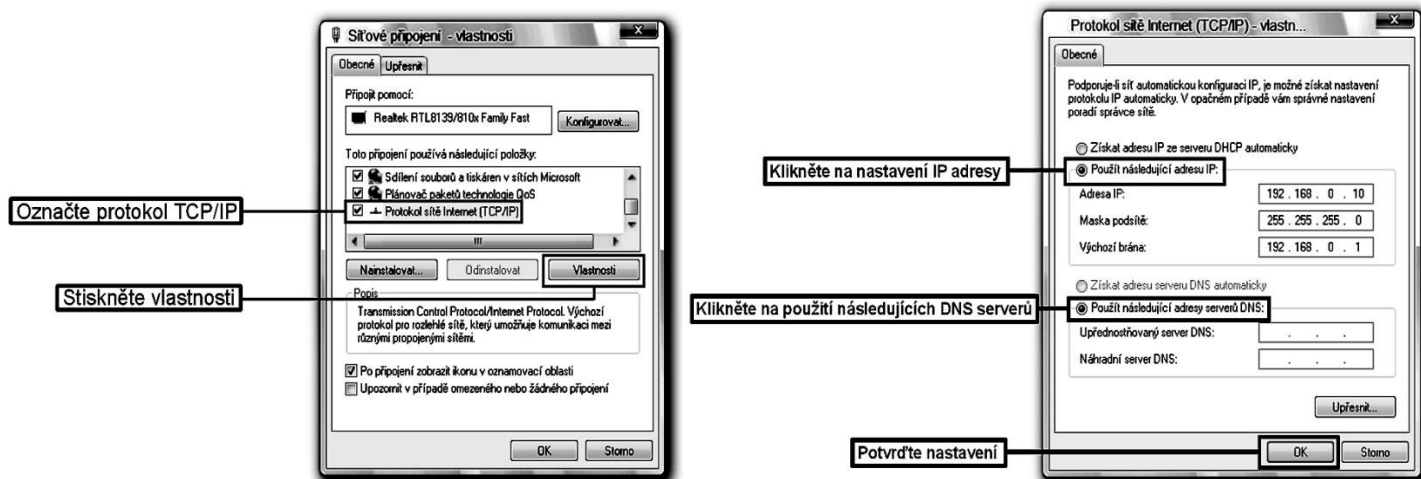 Síťové připojení - vlastnosti
Obecné
Upřesnit
Připojit pomocí:
Realtek RTL8139/810x Family Fast
Konfigurovat...
Toto připojení používá následující položky:
Sdílení souborů a tiskáren v sítích Microsoft
Plánovač paketů technologie QoS
Protokol sítě Internet (TCP/IP)
Označte protokol TCP/IP
Nainstalovat...
Odinstalovat
Vlastnosti
Stiskněte vlastnosti
Popis
Transmission Control Protocol/Internet Protocol. Výchozí
protokol pro rozlehlé sítě, který umožňuje komunikaci mezi
různými propojenými sítěmi.
Po připojení zobrazit ikonu v oznamovací oblasti
Upozornit v případě omezeného nebo žádného připojení
OK
Storno
Protokol sítě Internet (TCP/IP) - vlastn...
Obecné
Podporuje-li síť automatickou konfiguraci IP, je možné získat nastavení
protokolu IP automaticky. V opačném případě vám správné nastavení
poradí správce sítě.
Získat adresu IP ze serveru DHCP automaticky
Klikněte na nastavení IP adresy
Použít následující adresu IP:
Adresa IP: 192 . 168 . 0 . 10
Maska podsítě: 255 . 255 . 255 . 0
Výchozí brána: 192 . 168 . 0 . 1
Získat adresu serveru DNS automaticky
Klikněte na použití následujících DNS serverů
Použít následující adresy serverů DNS:
Upřednostňovaný server DNS: . . .
Náhradní server DNS: . . .
Upřesnit...
Potvrďte nastavení
OK
Storno